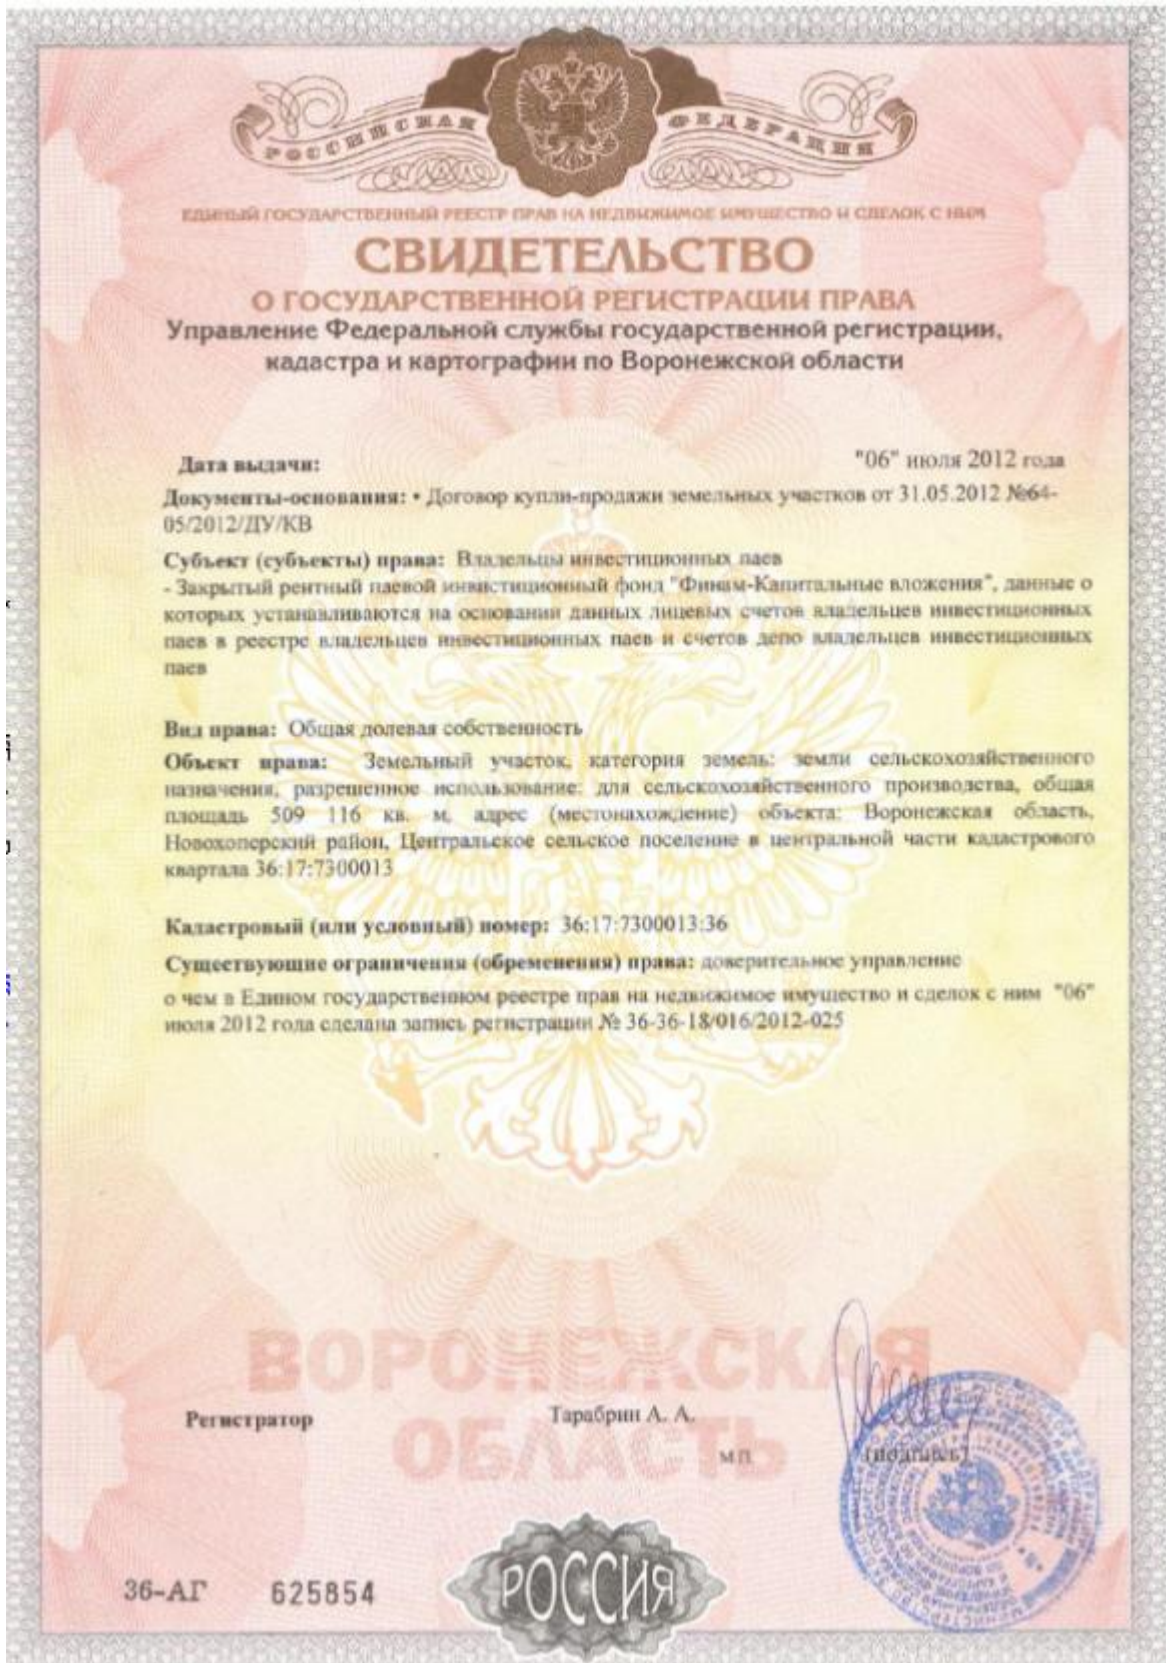 РОССИЙСКАЯ ФЕДЕРАЦИЯ
ЕДИНЫЙ ГОСУДАРСТВЕННЫЙ РЕЕСТР ПРАВ НА НЕДВИЖИМОЕ ИМУЩЕСТВО И СДЕЛОК С НИМ
СВИДЕТЕЛЬСТВО
О ГОСУДАРСТВЕННОЙ РЕГИСТРАЦИИ ПРАВА
Управление Федеральной службы государственной регистрации,
кадастра и картографии по Воронежской области
Дата выдачи: "06" июля 2012 года
Документы-основания: • Договор купли-продажи земельных участков от 31.05.2012 №64-
05/2012/ДУ/КВ
Субъект (субъекты) права: Владельцы инвестиционных паев
- Закрытый рентный паевой инвистиционный фонд "Финам-Капитальные вложения", данные о
которых устанавливаются на основании данных лицевых счетов владельцев инвестиционных
паев в реестре владельцев инвестиционных паев и счетов депо владельцев инвестиционных
паев
Вид права: Общая долевая собственность
Объект права: Земельный участок, категория земель: земли сельскохозяйственного
назначения, разрешенное использование: для сельскохозяйственного производства, общая
площадь 509 116 кв. м, адрес (местонахождение) объекта: Воронежская область,
Новохоперский район, Центральское сельское поселение в центральной части кадастрового
квартала 36:17:7300013
Кадастровый (или условный) номер: 36:17:7300013:36
Существующие ограничения (обременения) права: доверительное управление
о чем в Едином государственном реестре прав на недвижимое имущество и сделок с ним "06"
июля 2012 года сделана запись регистрации № 36-36-18/016/2012-025
ВОРОНЕЖСКАЯ
ОБЛАСТЬ
Регистратор Тарабрин А. А.
м.п. (подпись)
36-АГ 625854
РОССИЯ